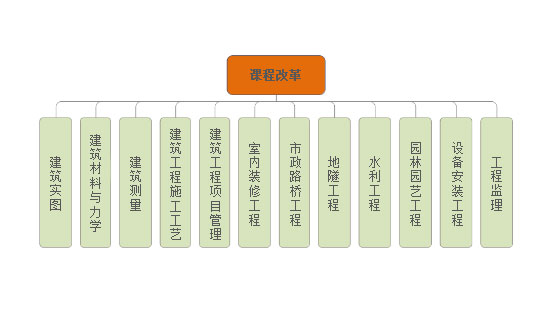 课程改革
建筑实图
建筑材料与力学
建筑测量
建筑工程施工工艺
建筑工程项目管理
室内装修工程
市政路桥工程
地隧工程
水利工程
园林园艺工程
设备安装工程
工程监理